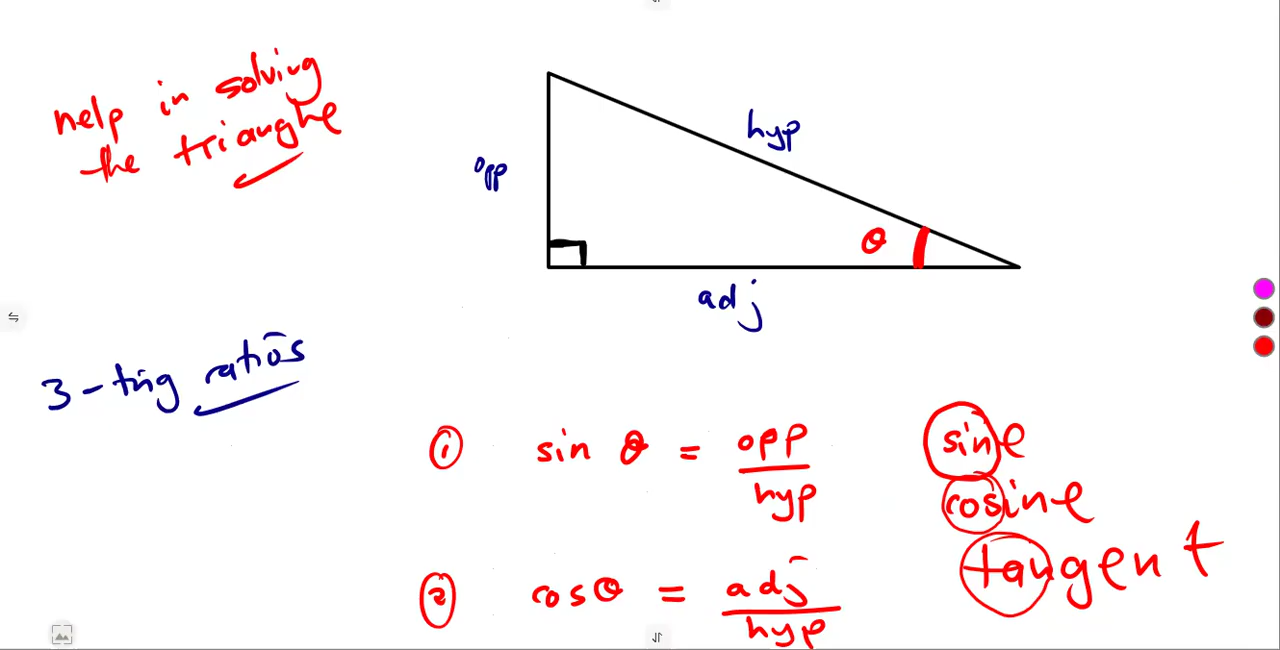 help in solving
the triangle
hyp
opp
θ
adj
3 - trig ratios
① sin θ = opp / hyp
sine
cosine
tangent
② cos θ = adj / hyp